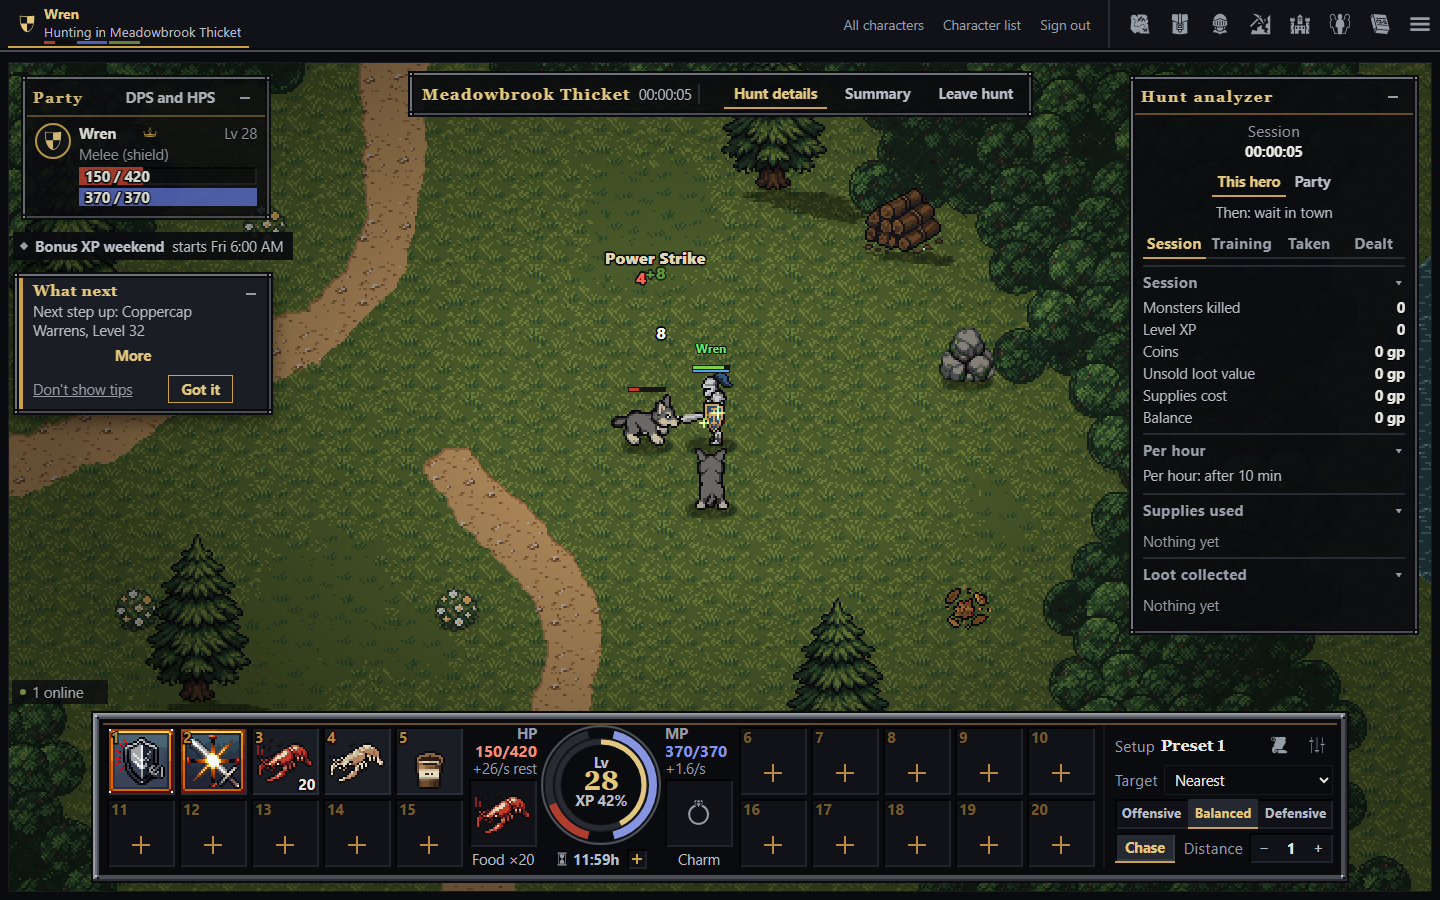 Wren
Hunting in Meadowbrook Thicket
All characters
Character list
Sign out
Party
DPS and HPS
Wren
Lv 28
Melee (shield)
150 / 420
370 / 370
Meadowbrook Thicket
00:00:05
Hunt details
Summary
Leave hunt
Bonus XP weekend starts Fri 6:00 AM
What next
Next step up: Coppercap
Warrens, Level 32
More
Don't show tips
Got it
Power Strike
4
+8
8
Wren
Hunt analyzer
Session
00:00:05
This hero
Party
Then: wait in town
Session
Training
Taken
Dealt
Session
Monsters killed 0
Level XP 0
Coins 0 gp
Unsold loot value 0 gp
Supplies cost 0 gp
Balance 0 gp
Per hour
Per hour: after 10 min
Supplies used
Nothing yet
Loot collected
Nothing yet
1 online
1
2
3
20
4
5
11
12
13
14
15
HP
150/420
+26/s rest
Food ×20
Lv
28
XP 42%
11:59h
+
MP
370/370
+1.6/s
Charm
6
+
7
+
8
+
9
+
10
+
16
+
17
+
18
+
19
+
20
+
Setup Preset 1
Target Nearest
Offensive
Balanced
Defensive
Chase
Distance
− 1 +